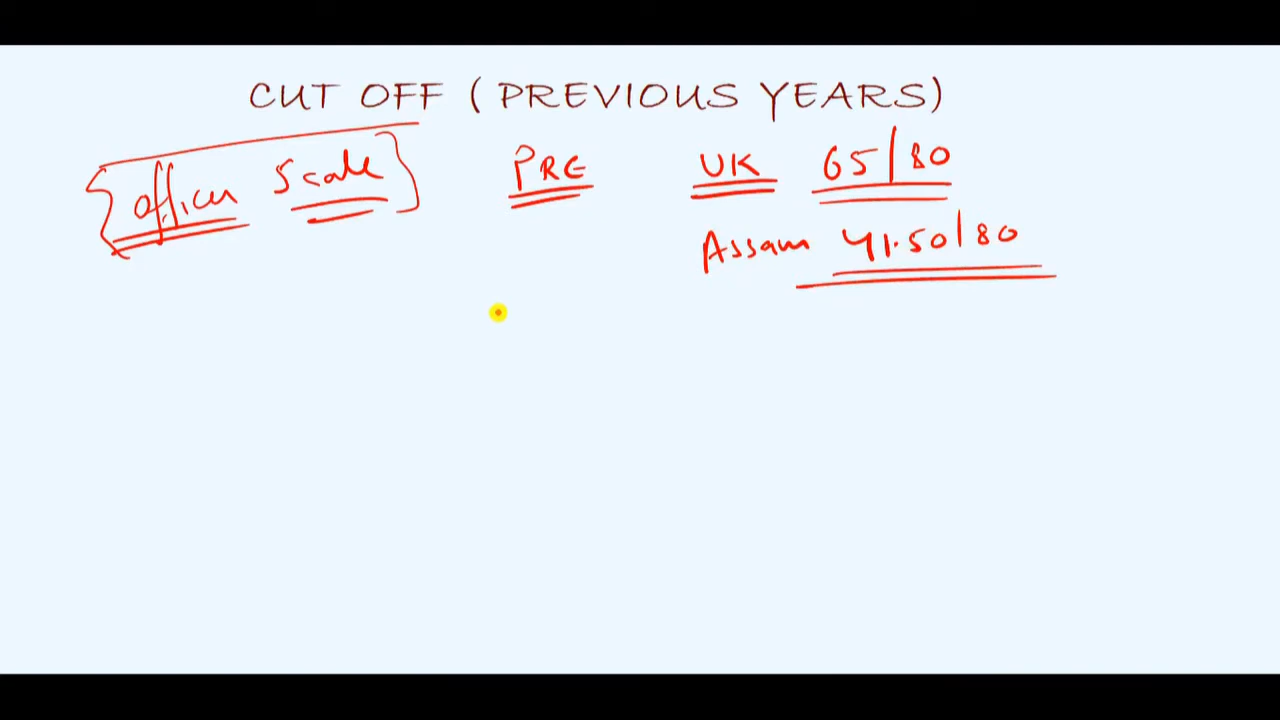 CUT OFF (PREVIOUS YEARS)
{officer Scale} PRE UK 65/80
Assam 41.50/80